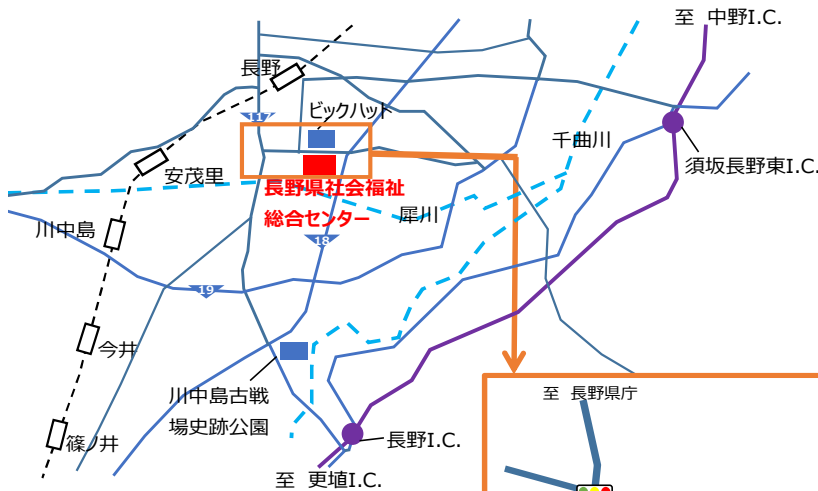 至 中野I.C.
長野
ビックハット
117
千曲川
須坂長野東I.C.
安茂里
長野県社会福祉
総合センター
犀川
川中島
18
19
今井
川中島古戦
場史跡公園
至 長野県庁
篠ノ井
長野I.C.
至 更埴I.C.